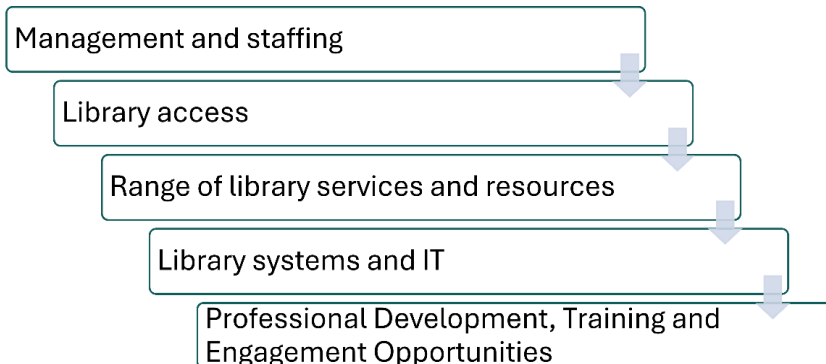 Management and staffing
Library access
Range of library services and resources
Library systems and IT
Professional Development, Training and
Engagement Opportunities